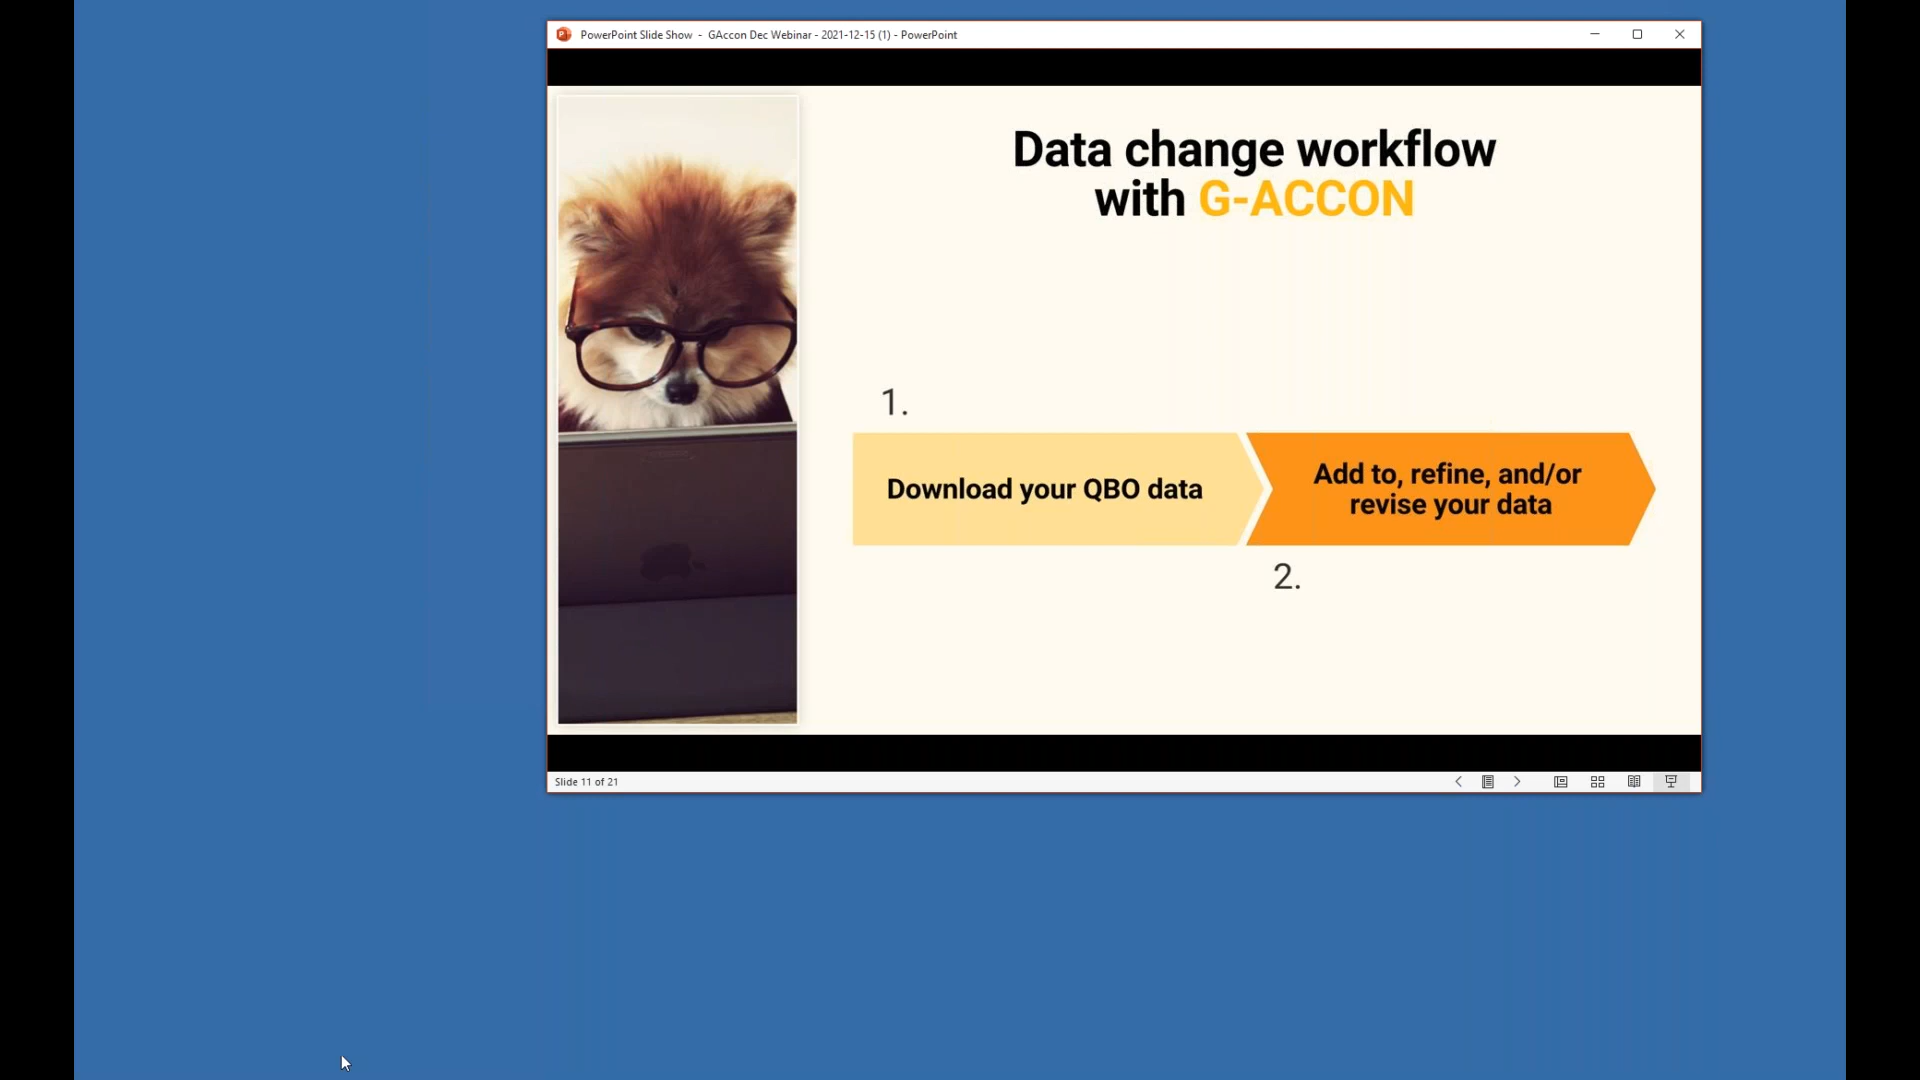 PowerPoint Slide Show - GAccon Dec Webinar - 2021-12-15 (1) - PowerPoint
Data change workflow
with G-ACCON
1.
Download your QBO data
Add to, refine, and/or
revise your data
2.
Slide 11 of 21